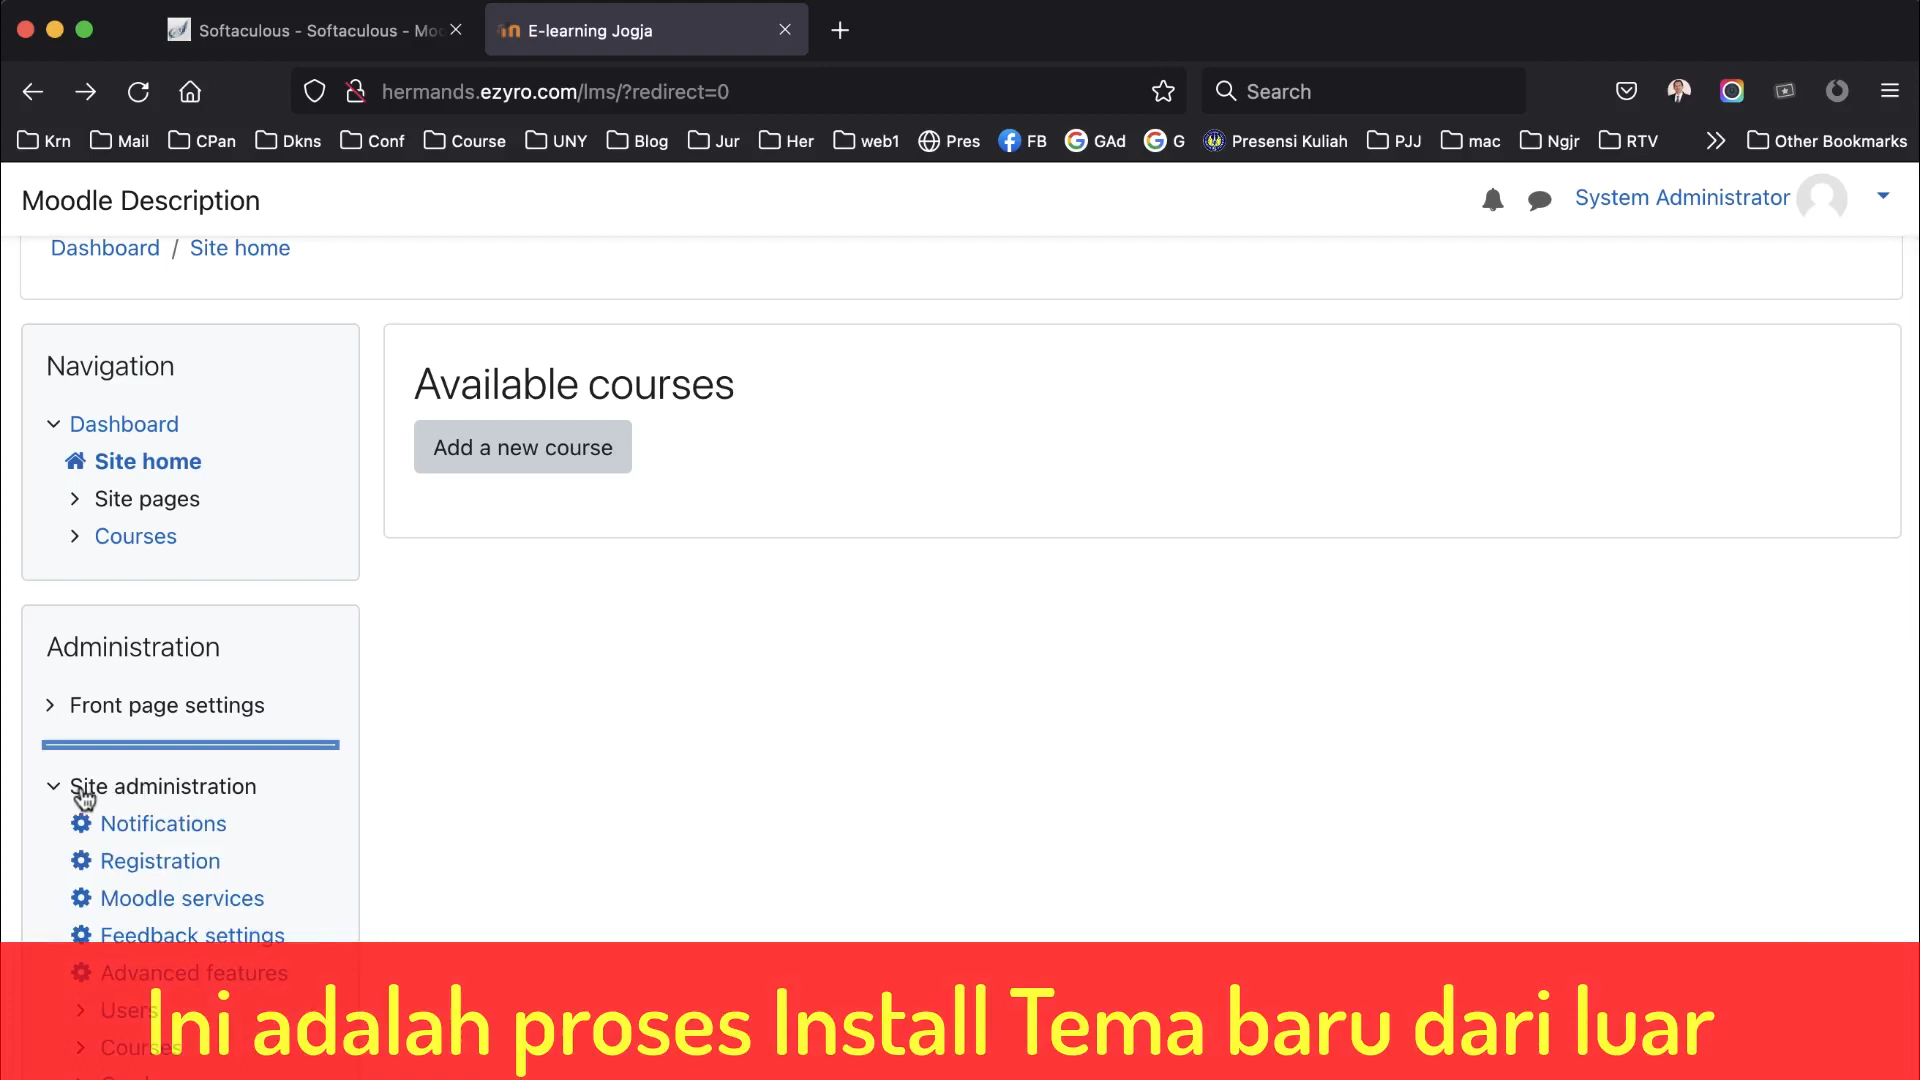 Softaculous - Softaculous - Moo
E-learning Jogja
hermands.ezyro.com/lms/?redirect=0
Search
Krn
Mail
CPan
Dkns
Conf
Course
UNY
Blog
Jur
Her
web1
Pres
FB
GAd
G
Presensi Kuliah
PJJ
mac
Ngjr
RTV
Other Bookmarks
Moodle Description
System Administrator
Dashboard / Site home
Navigation
Dashboard
Site home
Site pages
Courses
Available courses
Add a new course
Administration
Front page settings
Site administration
Notifications
Registration
Moodle services
Feedback settings
Advanced features
Users
Courses
Ini adalah proses Install Tema baru dari luar